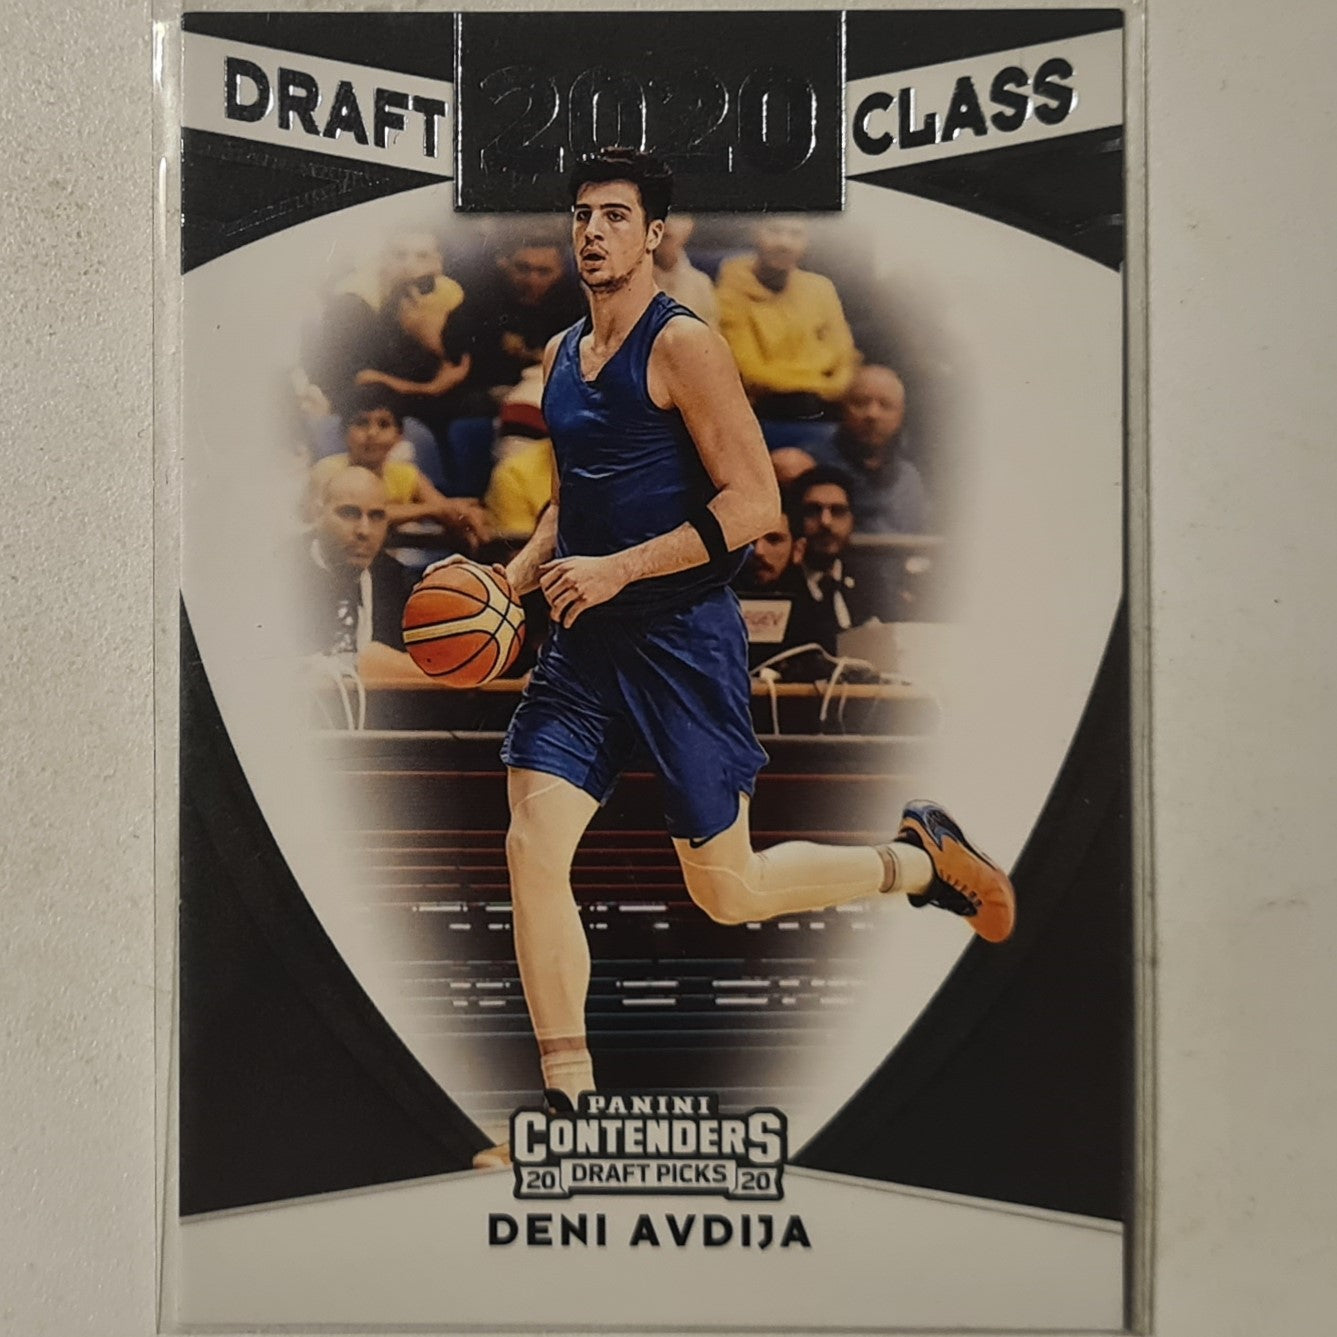 DRAFT 2020 CLASS
PANINI
CONTENDERS
20 DRAFT PICKS 20
DENI AVDIJA